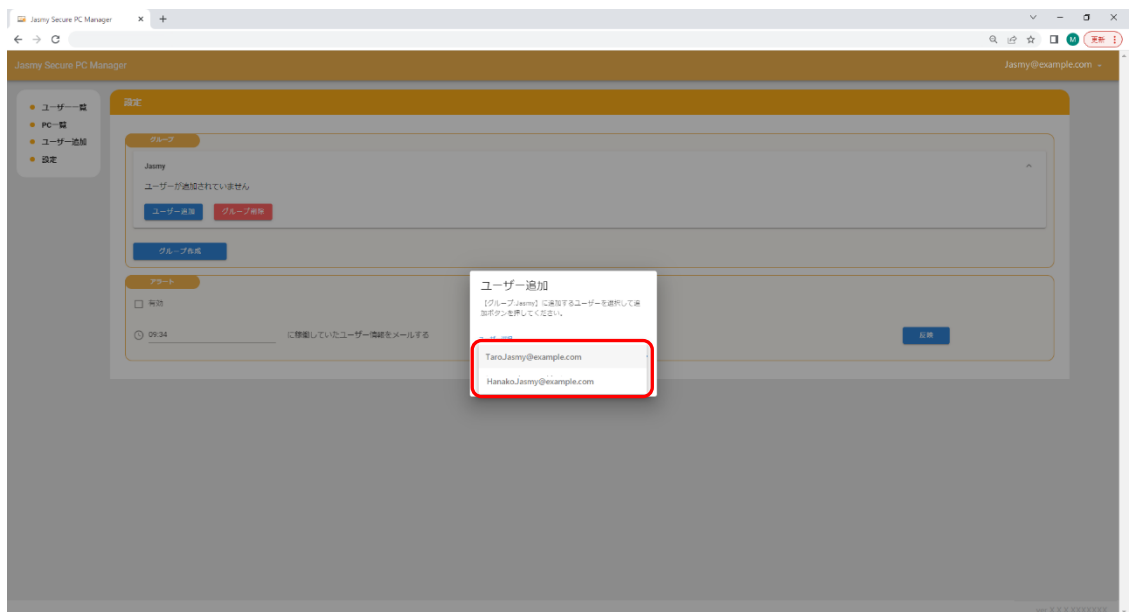 Jasmy Secure PC Manager
更新
Jasmy Secure PC Manager
Jasmy@example.com
ユーザー一覧
PC一覧
ユーザー追加
設定
設定
グループ
Jasmy
ユーザーが追加されていません
ユーザー追加
グループ削除
グループ作成
アラート
有効
09:34
に稼働していたユーザー情報をメールする
反映
ユーザー追加
【グループ:Jasmy】に追加するユーザーを選択して追
加ボタンを押してください。
TaroJasmy@example.com
HanakoJasmy@example.com